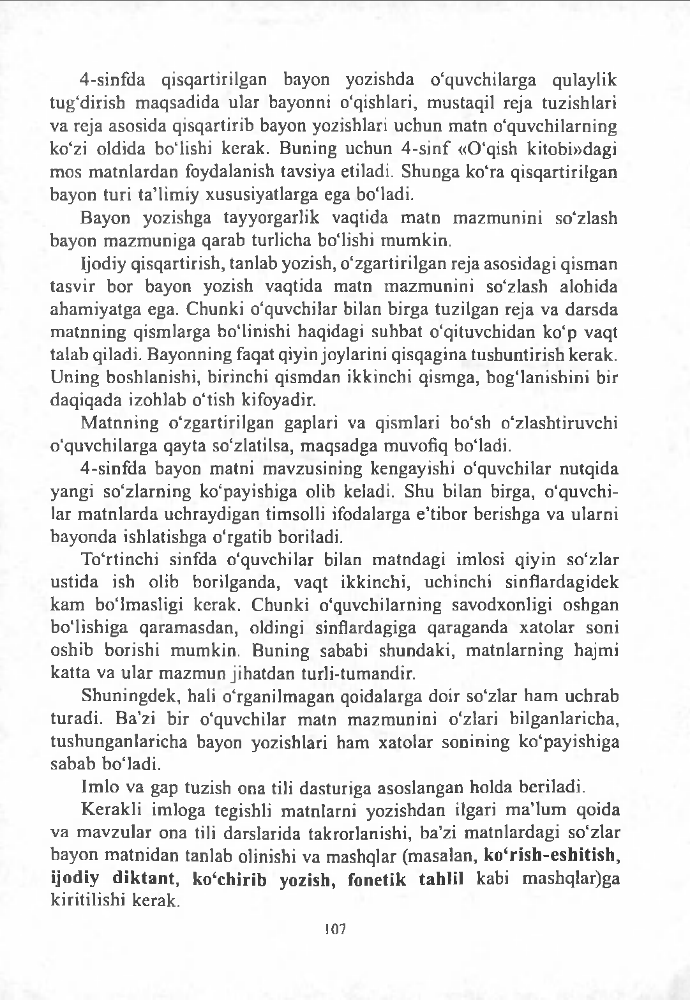 4-sinfda qisqartirilgan bayon yozishda o‘quvchilarga qulaylik
tug‘dirish maqsadida ular bayonni o‘qishlari, mustaqil reja tuzishlari
va reja asosida qisqartirib bayon yozishlari uchun matn o‘quvchilarning
ko‘zi oldida bo‘lishi kerak. Buning uchun 4-sinf «O‘qish kitobi»dagi
mos matnlardan foydalanish tavsiya etiladi. Shunga ko‘ra qisqartirilgan
bayon turi ta’limiy xususiyatlarga ega bo‘ladi.
Bayon yozishga tayyorgarlik vaqtida matn mazmunini so‘zlash
bayon mazmuniga qarab turlicha bo‘lishi mumkin.
Ijodiy qisqartirish, tanlab yozish, o‘zgartirilgan reja asosidagi qisman
tasvir bor bayon yozish vaqtida matn mazmunini so‘zlash alohida
ahamiyatga ega. Chunki o‘quvchilar bilan birga tuzilgan reja va darsda
matnning qismlarga bo‘linishi haqidagi suhbat o‘qituvchidan ko‘p vaqt
talab qiladi. Bayonning faqat qiyin joylarini qisqagina tushuntirish kerak.
Uning boshlanishi, birinchi qismdan ikkinchi qismga, bog‘lanishini bir
daqiqada izohlab o‘tish kifoyadir.
Matnning o‘zgartirilgan gaplari va qismlari bo‘sh o‘zlashtiruvchi
o‘quvchilarga qayta so‘zlatilsa, maqsadga muvofiq bo‘ladi.
4-sinfda bayon matni mavzusining kengayishi o‘quvchilar nutqida
yangi so‘zlarning ko‘payishiga olib keladi. Shu bilan birga, o‘quvchi-
lar matnlarda uchraydigan timsolli ifodalarga e’tibor berishga va ularni
bayonda ishlatishga o‘rgatib boriladi.
To‘rtinchi sinfda o‘quvchilar bilan matndagi imlosi qiyin so‘zlar
ustida ish olib borilganda, vaqt ikkinchi, uchinchi sinflardagidek
kam bo‘lmasligi kerak. Chunki o‘quvchilarning savodxonligi oshgan
bo‘lishiga qaramasdan, oldingi sinflardagiga qaraganda xatolar soni
oshib borishi mumkin. Buning sababi shundaki, matnlarning hajmi
katta va ular mazmun jihatdan turli-tumandir.
Shuningdek, hali o‘rganilmagan qoidalarga doir so‘zlar ham uchrab
turadi. Ba’zi bir o‘quvchilar matn mazmunini o‘zlari bilganlaricha,
tushunganlaricha bayon yozishlari ham xatolar sonining ko‘payishiga
sabab bo‘ladi.
Imlo va gap tuzish ona tili dasturiga asoslangan holda beriladi.
Kerakli imloga tegishli matnlarni yozishdan ilgari ma’lum qoida
va mavzular ona tili darslarida takrorlanishi, ba’zi matnlardagi so‘zlar
bayon matnidan tanlab olinishi va mashqlar (masalan, ko‘rish-eshitish,
ijodiy diktant, ko‘chirib yozish, fonetik tahlil kabi mashqlar)ga
kiritilishi kerak.
107